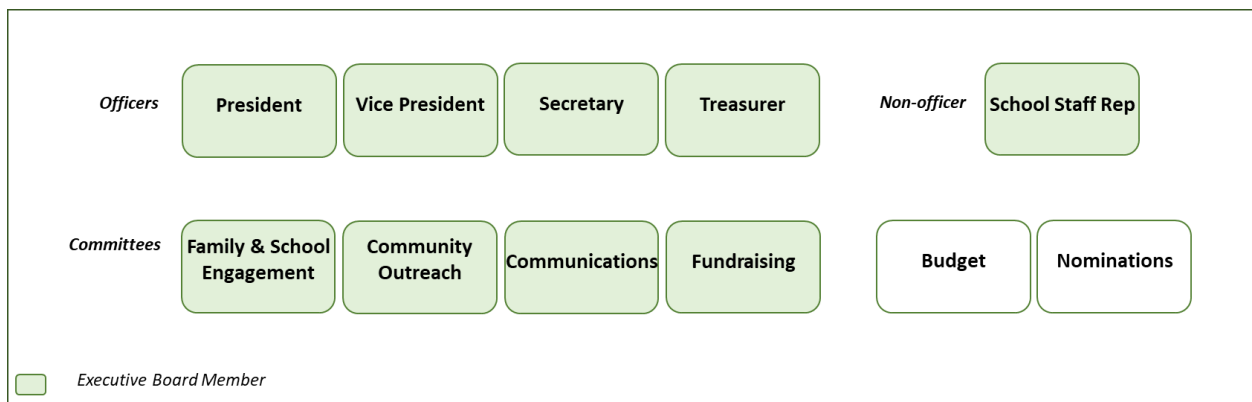 Officers
President
Vice President
Secretary
Treasurer
Non-officer
School Staff Rep
Committees
Family & School
Engagement
Community
Outreach
Communications
Fundraising
Budget
Nominations
Executive Board Member